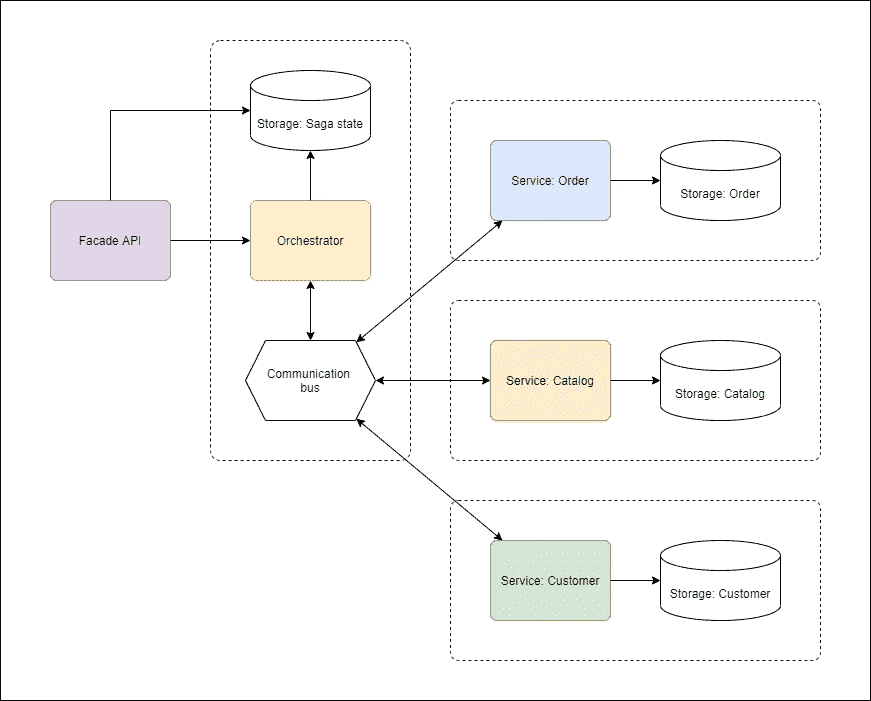 Storage: Saga state
Facade API
Orchestrator
Communication
bus
Service: Order
Storage: Order
Service: Catalog
Storage: Catalog
Service: Customer
Storage: Customer